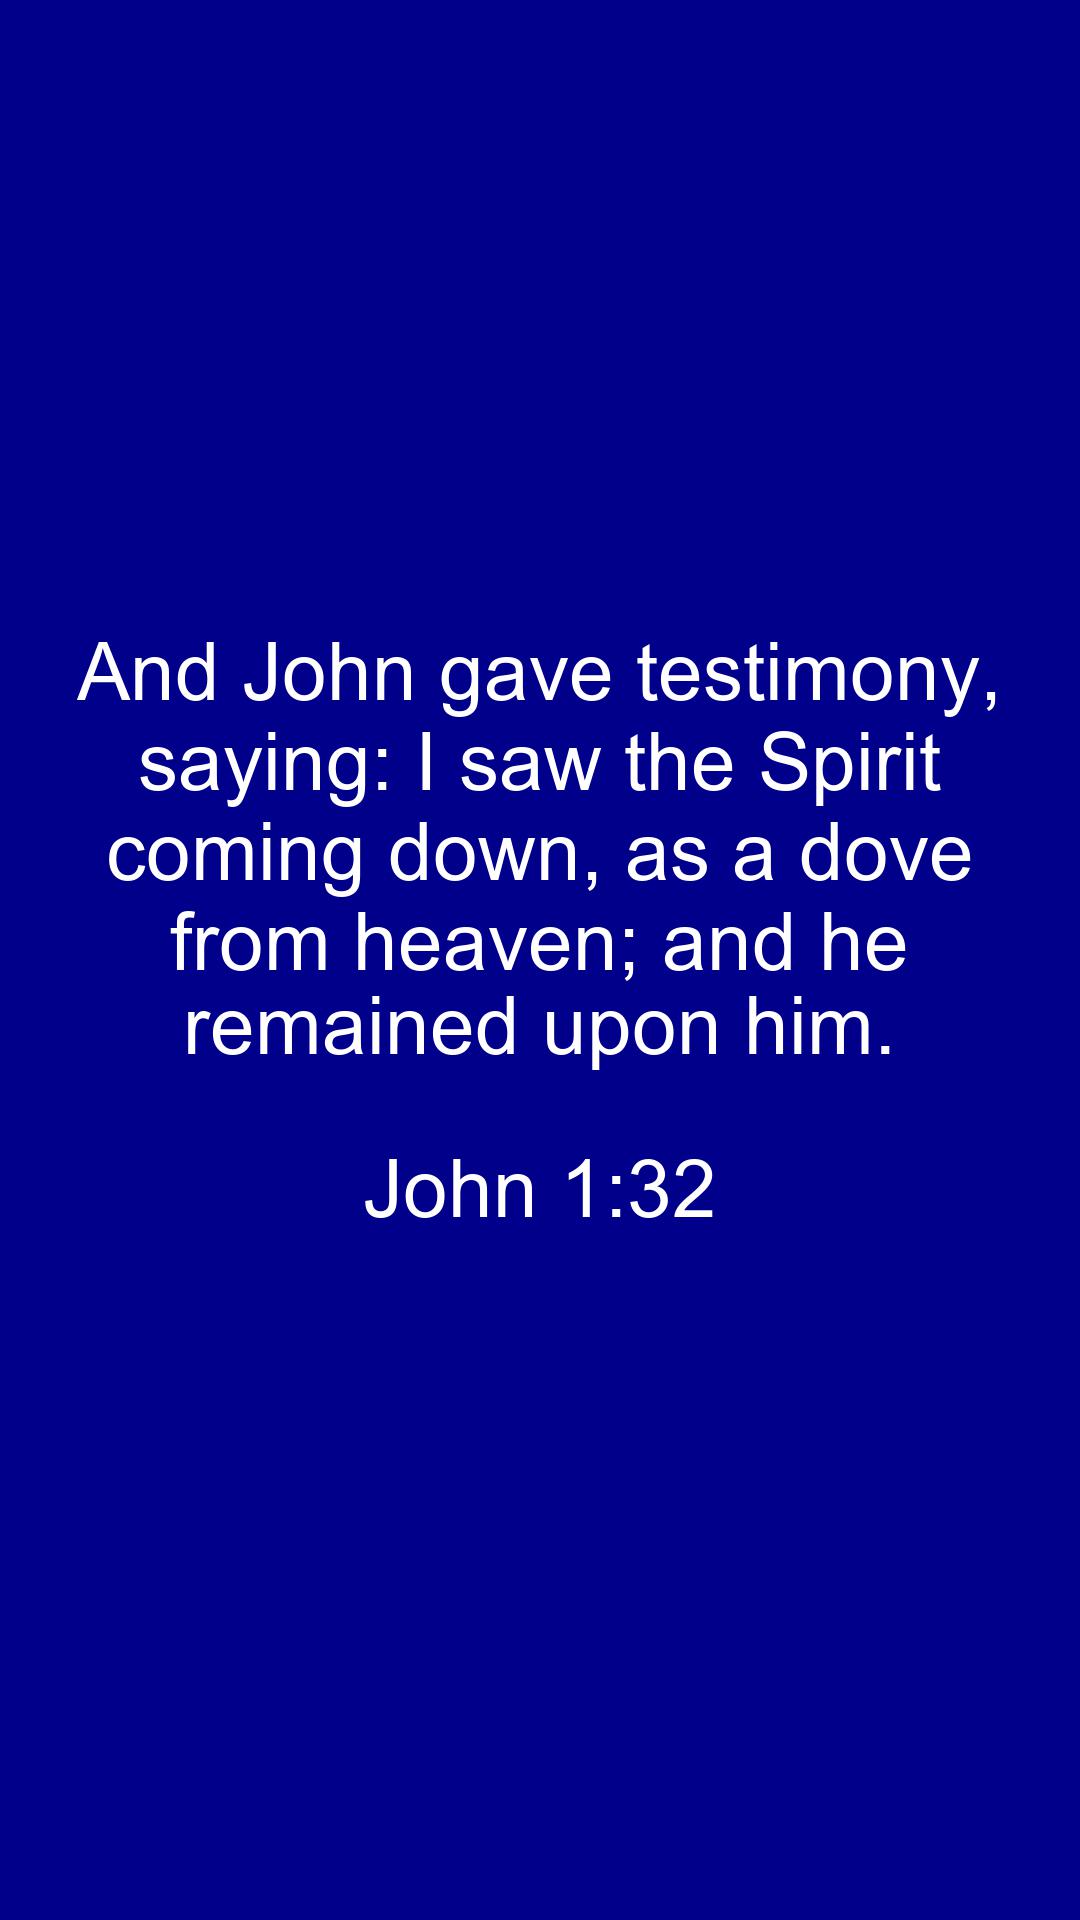 And John gave testimony,
saying: I saw the Spirit
coming down, as a dove
from heaven; and he
remained upon him.
John 1:32